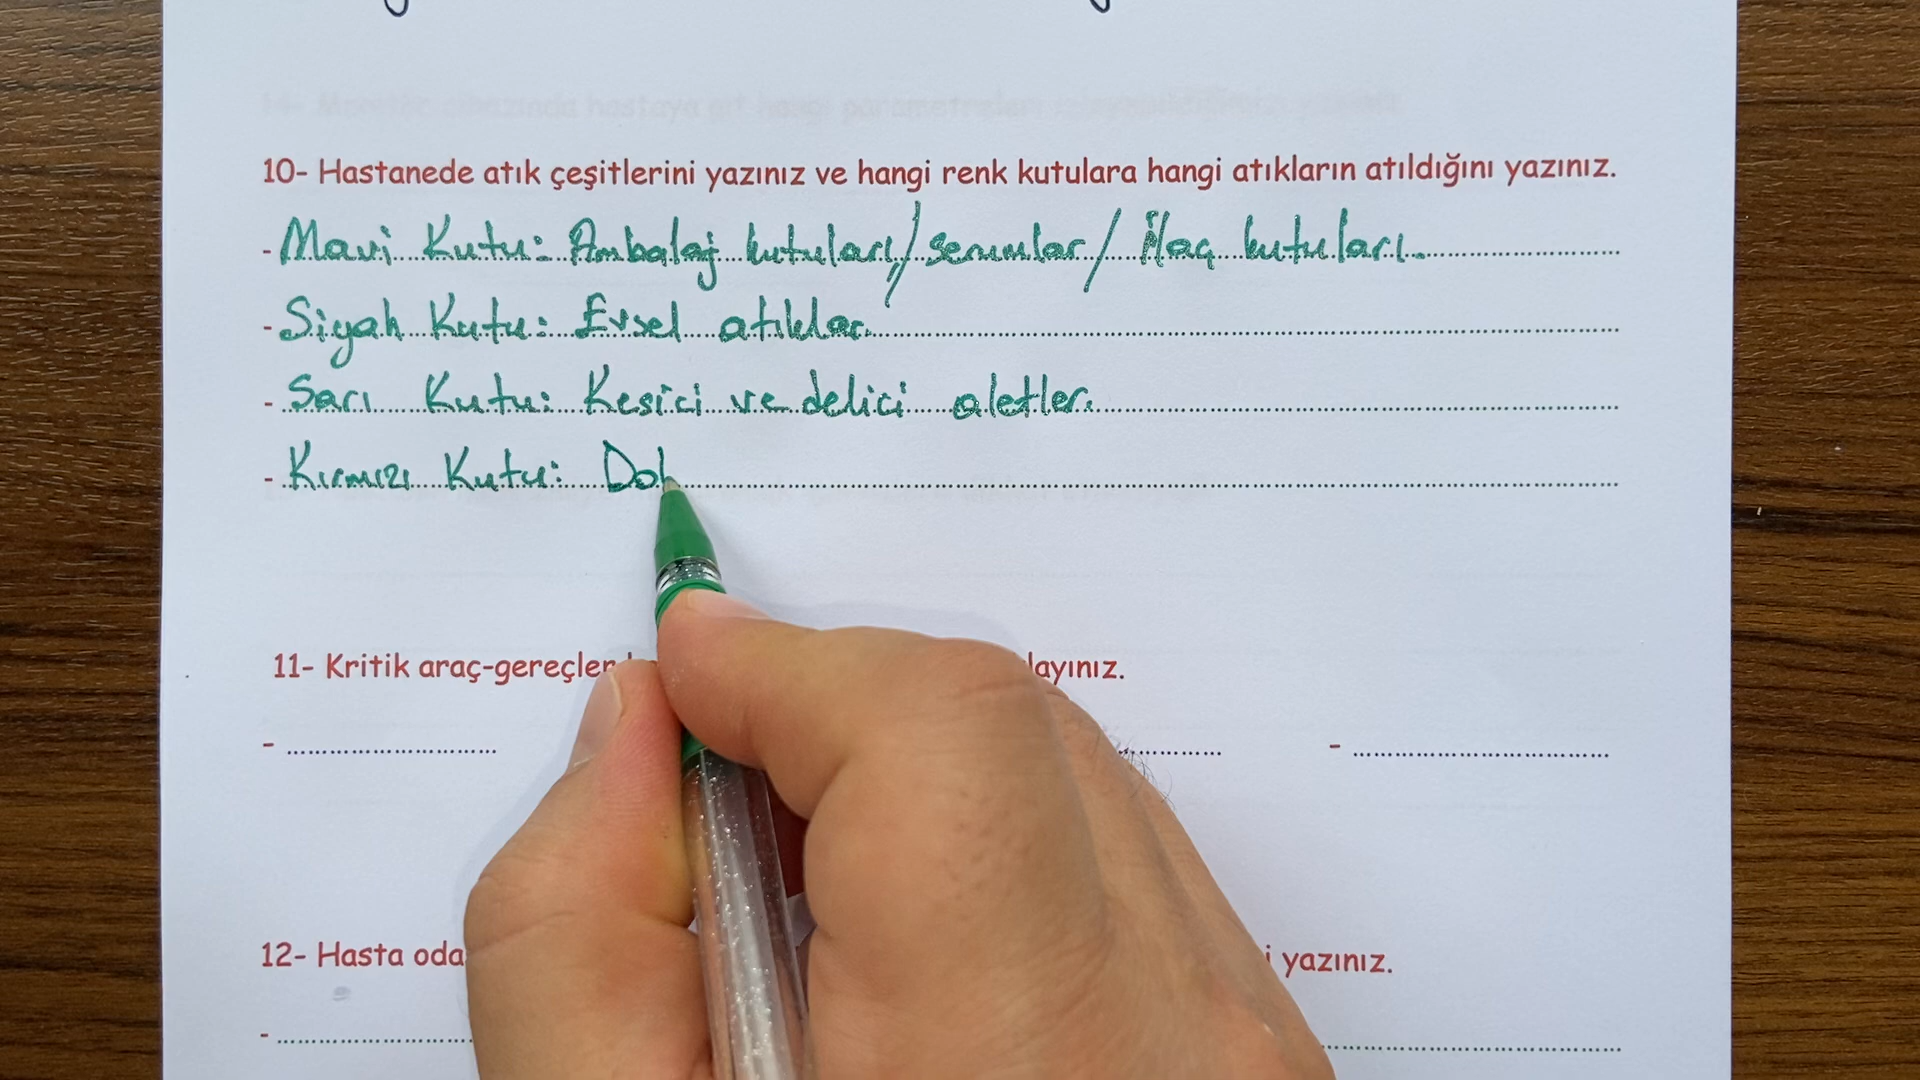 10- Hastanede atık çeşitlerini yazınız ve hangi renk kutulara hangi atıkların atıldığını yazınız.
- Mavi Kutu: Ambalaj kutuları / serumlar / İlaç kutuları.
- Siyah Kutu: Evsel atıklar.
- Sarı Kutu: Kesici ve delici aletler.
- Kırmızı Kutu: Do
11- Kritik araç-gereçler layınız.
- - 
12- Hasta oda i yazınız.
-